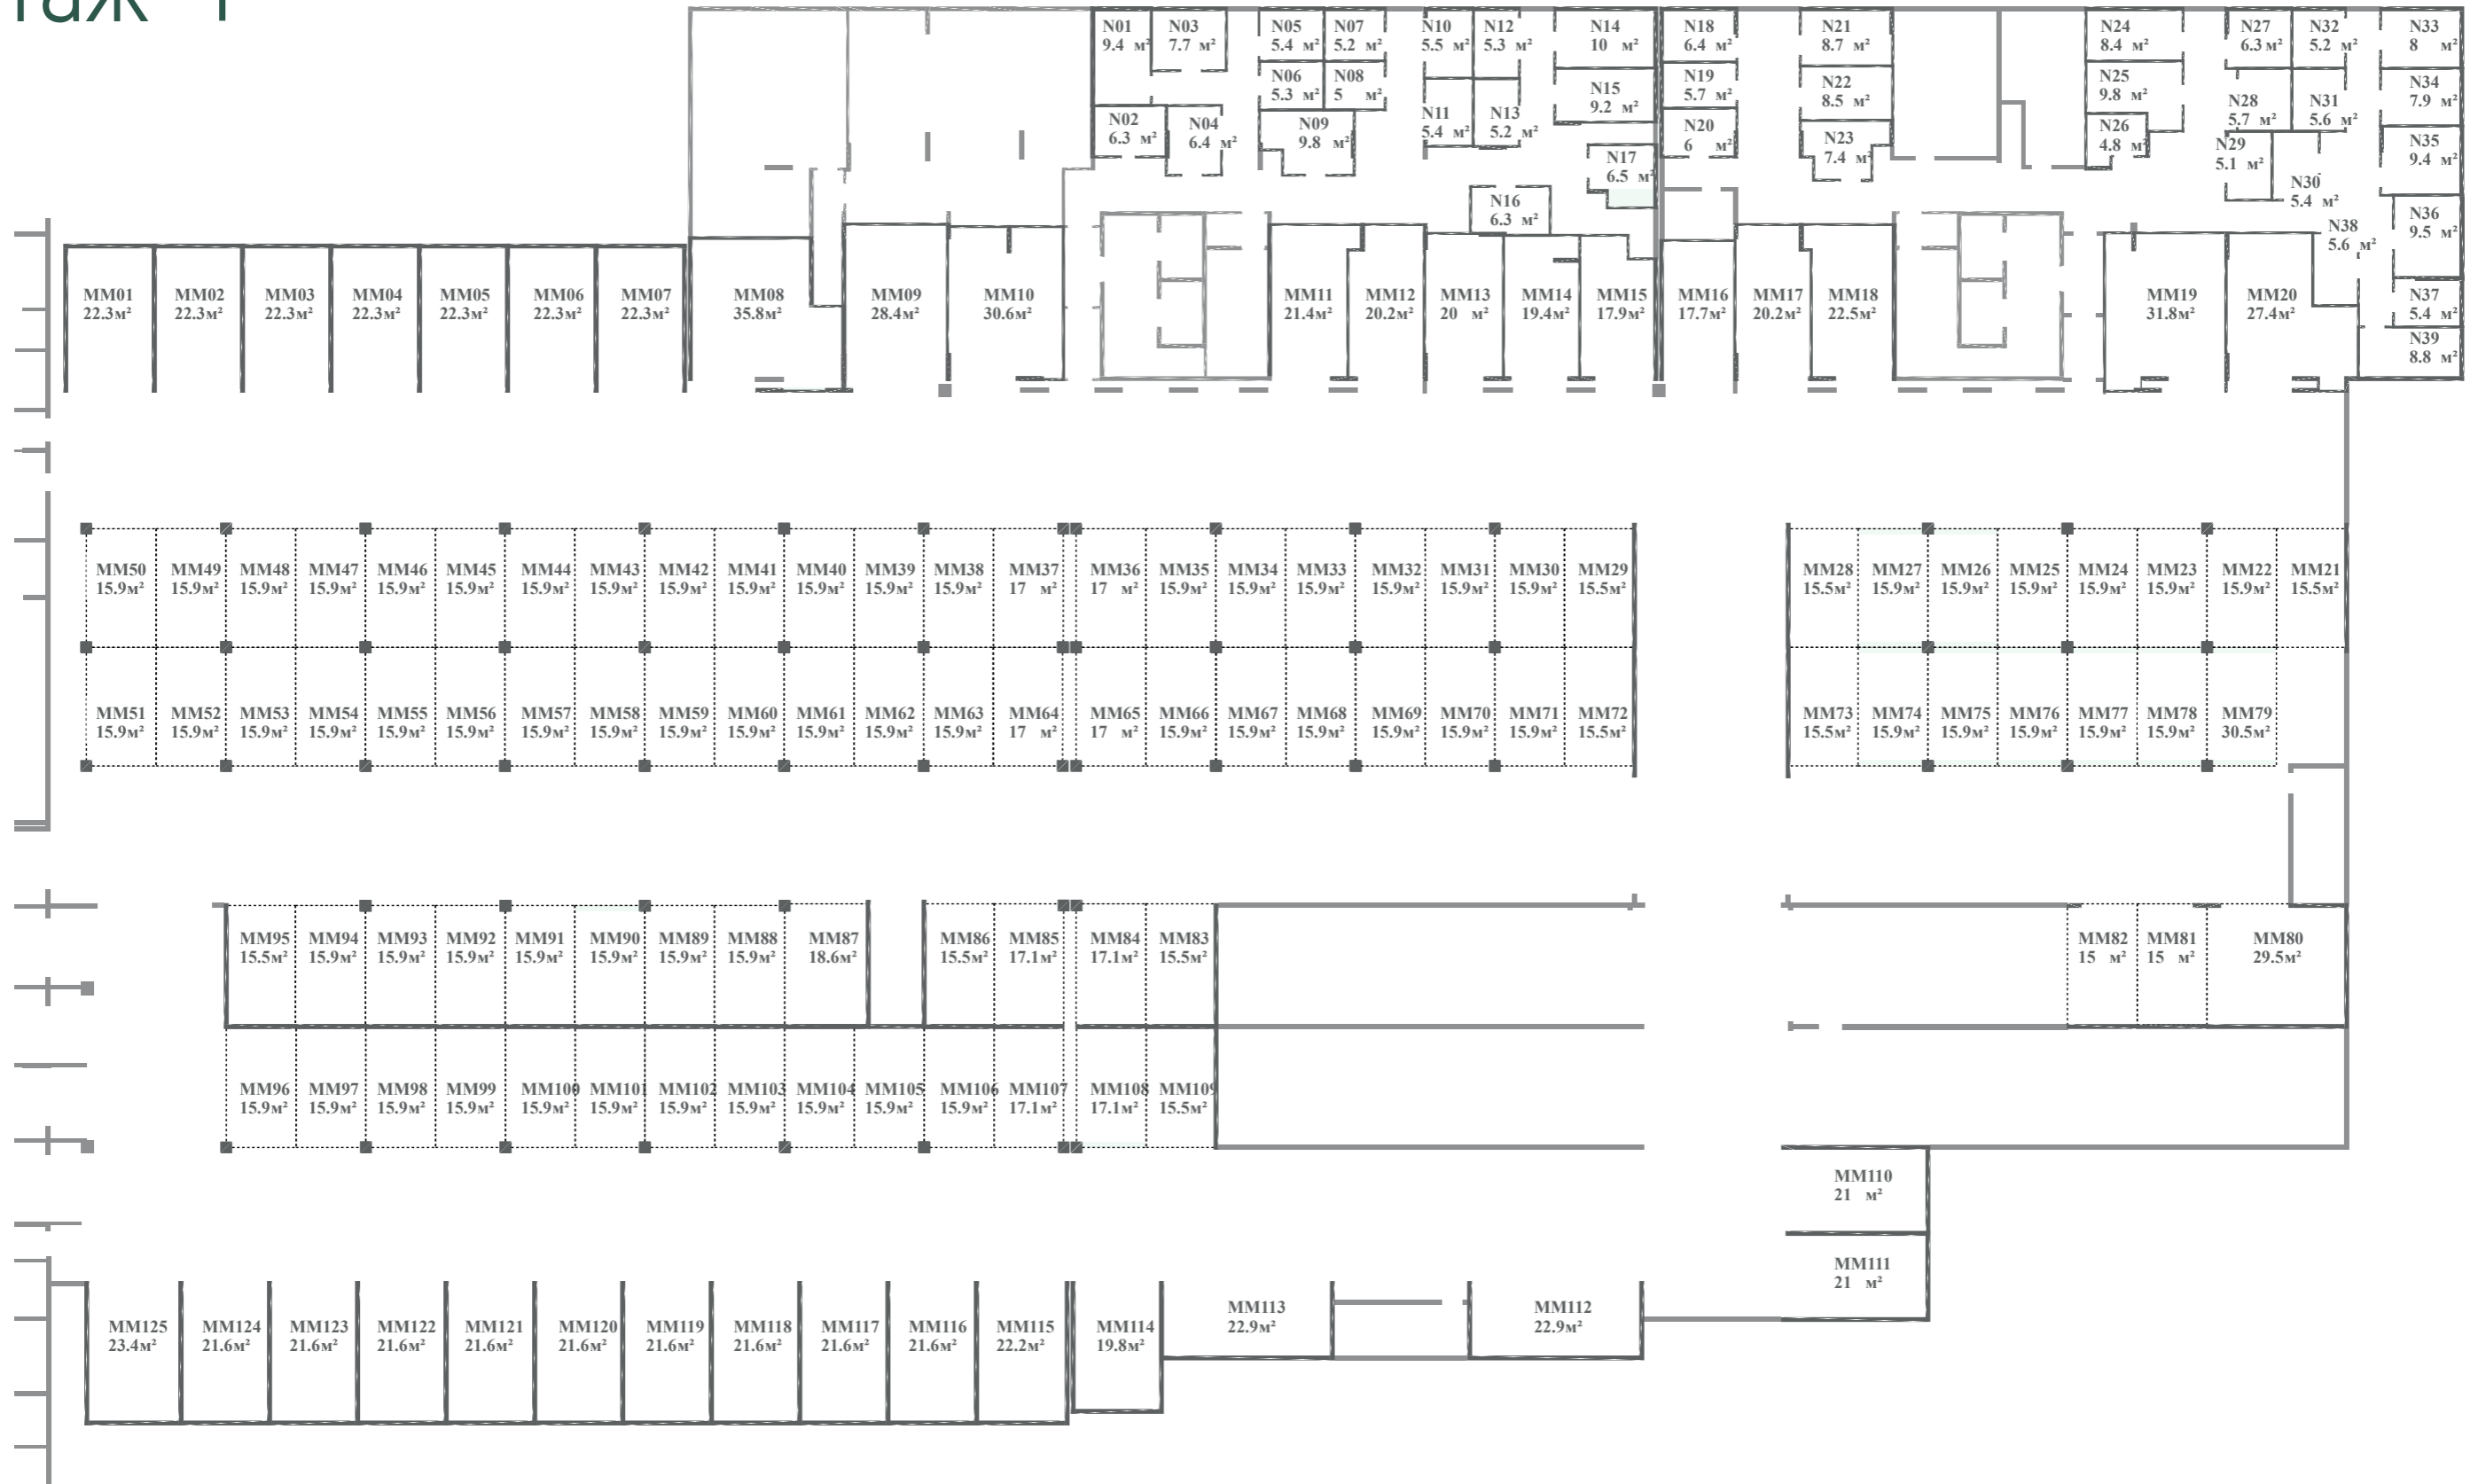 таж -1
N01
9.4 м²
N03
7.7 м²
N05
5.4 м²
N07
5.2 м²
N10
5.5 м²
N12
5.3 м²
N14
10 м²
N18
6.4 м²
N21
8.7 м²
N24
8.4 м²
N27
6.3 м²
N32
5.2 м²
N33
8 м²
N06
5.3 м²
N08
5 м²
N15
9.2 м²
N19
5.7 м²
N22
8.5 м²
N25
9.8 м²
N28
5.7 м²
N31
5.6 м²
N34
7.9 м²
N02
6.3 м²
N04
6.4 м²
N09
9.8 м²
N11
5.4 м²
N13
5.2 м²
N20
6 м²
N23
7.4 м²
N26
4.8 м²
N29
5.1 м²
N35
9.4 м²
N17
6.5 м²
N30
5.4 м²
N16
6.3 м²
N38
5.6 м²
N36
9.5 м²
MM01
22.3м²
MM02
22.3м²
MM03
22.3м²
MM04
22.3м²
MM05
22.3м²
MM06
22.3м²
MM07
22.3м²
MM08
35.8м²
MM09
28.4м²
MM10
30.6м²
MM11
21.4м²
MM12
20.2м²
MM13
20 м²
MM14
19.4м²
MM15
17.9м²
MM16
17.7м²
MM17
20.2м²
MM18
22.5м²
MM19
31.8м²
MM20
27.4м²
N37
5.4 м²
N39
8.8 м²
MM50
15.9м²
MM49
15.9м²
MM48
15.9м²
MM47
15.9м²
MM46
15.9м²
MM45
15.9м²
MM44
15.9м²
MM43
15.9м²
MM42
15.9м²
MM41
15.9м²
MM40
15.9м²
MM39
15.9м²
MM38
15.9м²
MM37
17 м²
MM36
17 м²
MM35
15.9м²
MM34
15.9м²
MM33
15.9м²
MM32
15.9м²
MM31
15.9м²
MM30
15.9м²
MM29
15.5м²
MM28
15.5м²
MM27
15.9м²
MM26
15.9м²
MM25
15.9м²
MM24
15.9м²
MM23
15.9м²
MM22
15.9м²
MM21
15.5м²
MM51
15.9м²
MM52
15.9м²
MM53
15.9м²
MM54
15.9м²
MM55
15.9м²
MM56
15.9м²
MM57
15.9м²
MM58
15.9м²
MM59
15.9м²
MM60
15.9м²
MM61
15.9м²
MM62
15.9м²
MM63
15.9м²
MM64
17 м²
MM65
17 м²
MM66
15.9м²
MM67
15.9м²
MM68
15.9м²
MM69
15.9м²
MM70
15.9м²
MM71
15.9м²
MM72
15.5м²
MM73
15.5м²
MM74
15.9м²
MM75
15.9м²
MM76
15.9м²
MM77
15.9м²
MM78
15.9м²
MM79
30.5м²
MM95
15.5м²
MM94
15.9м²
MM93
15.9м²
MM92
15.9м²
MM91
15.9м²
MM90
15.9м²
MM89
15.9м²
MM88
15.9м²
MM87
18.6м²
MM86
15.5м²
MM85
17.1м²
MM84
17.1м²
MM83
15.5м²
MM82
15 м²
MM81
15 м²
MM80
29.5м²
MM96
15.9м²
MM97
15.9м²
MM98
15.9м²
MM99
15.9м²
MM100
15.9м²
MM101
15.9м²
MM102
15.9м²
MM103
15.9м²
MM104
15.9м²
MM105
15.9м²
MM106
15.9м²
MM107
17.1м²
MM108
17.1м²
MM109
15.5м²
MM110
21 м²
MM111
21 м²
MM125
23.4м²
MM124
21.6м²
MM123
21.6м²
MM122
21.6м²
MM121
21.6м²
MM120
21.6м²
MM119
21.6м²
MM118
21.6м²
MM117
21.6м²
MM116
21.6м²
MM115
22.2м²
MM114
19.8м²
MM113
22.9м²
MM112
22.9м²